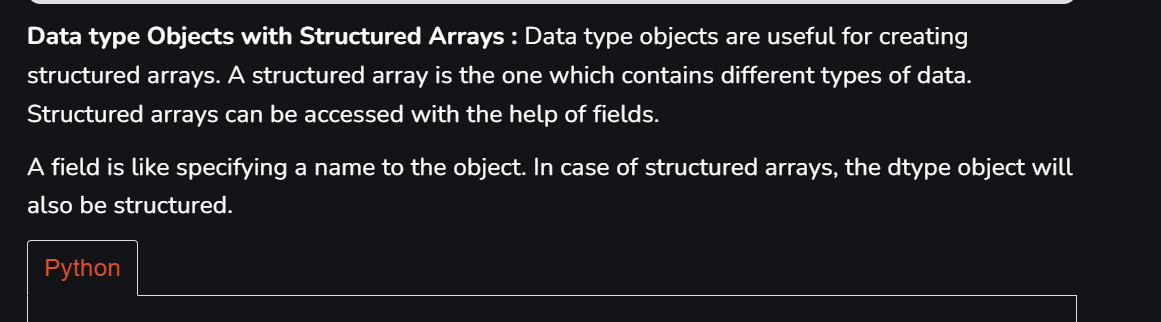 Data type Objects with Structured Arrays : Data type objects are useful for creating
structured arrays. A structured array is the one which contains different types of data.
Structured arrays can be accessed with the help of fields.
A field is like specifying a name to the object. In case of structured arrays, the dtype object will
also be structured.
Python